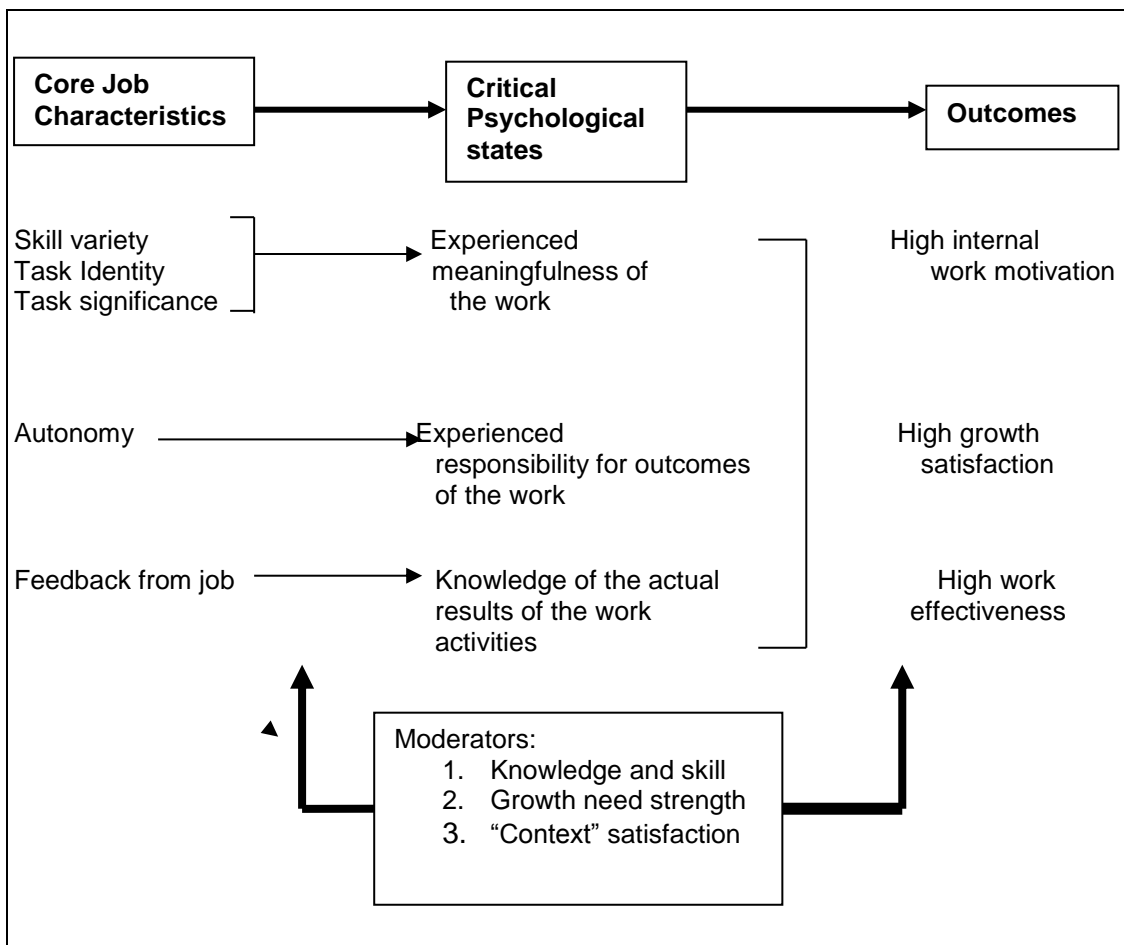 Core Job
Characteristics
Critical
Psychological
states
Outcomes
Skill variety
Task Identity
Task significance
Experienced
meaningfulness of
the work
High internal
work motivation
Autonomy
Experienced
responsibility for outcomes
of the work
High growth
satisfaction
Feedback from job
Knowledge of the actual
results of the work
activities
High work
effectiveness
Moderators:
1. Knowledge and skill
2. Growth need strength
3. “Context” satisfaction